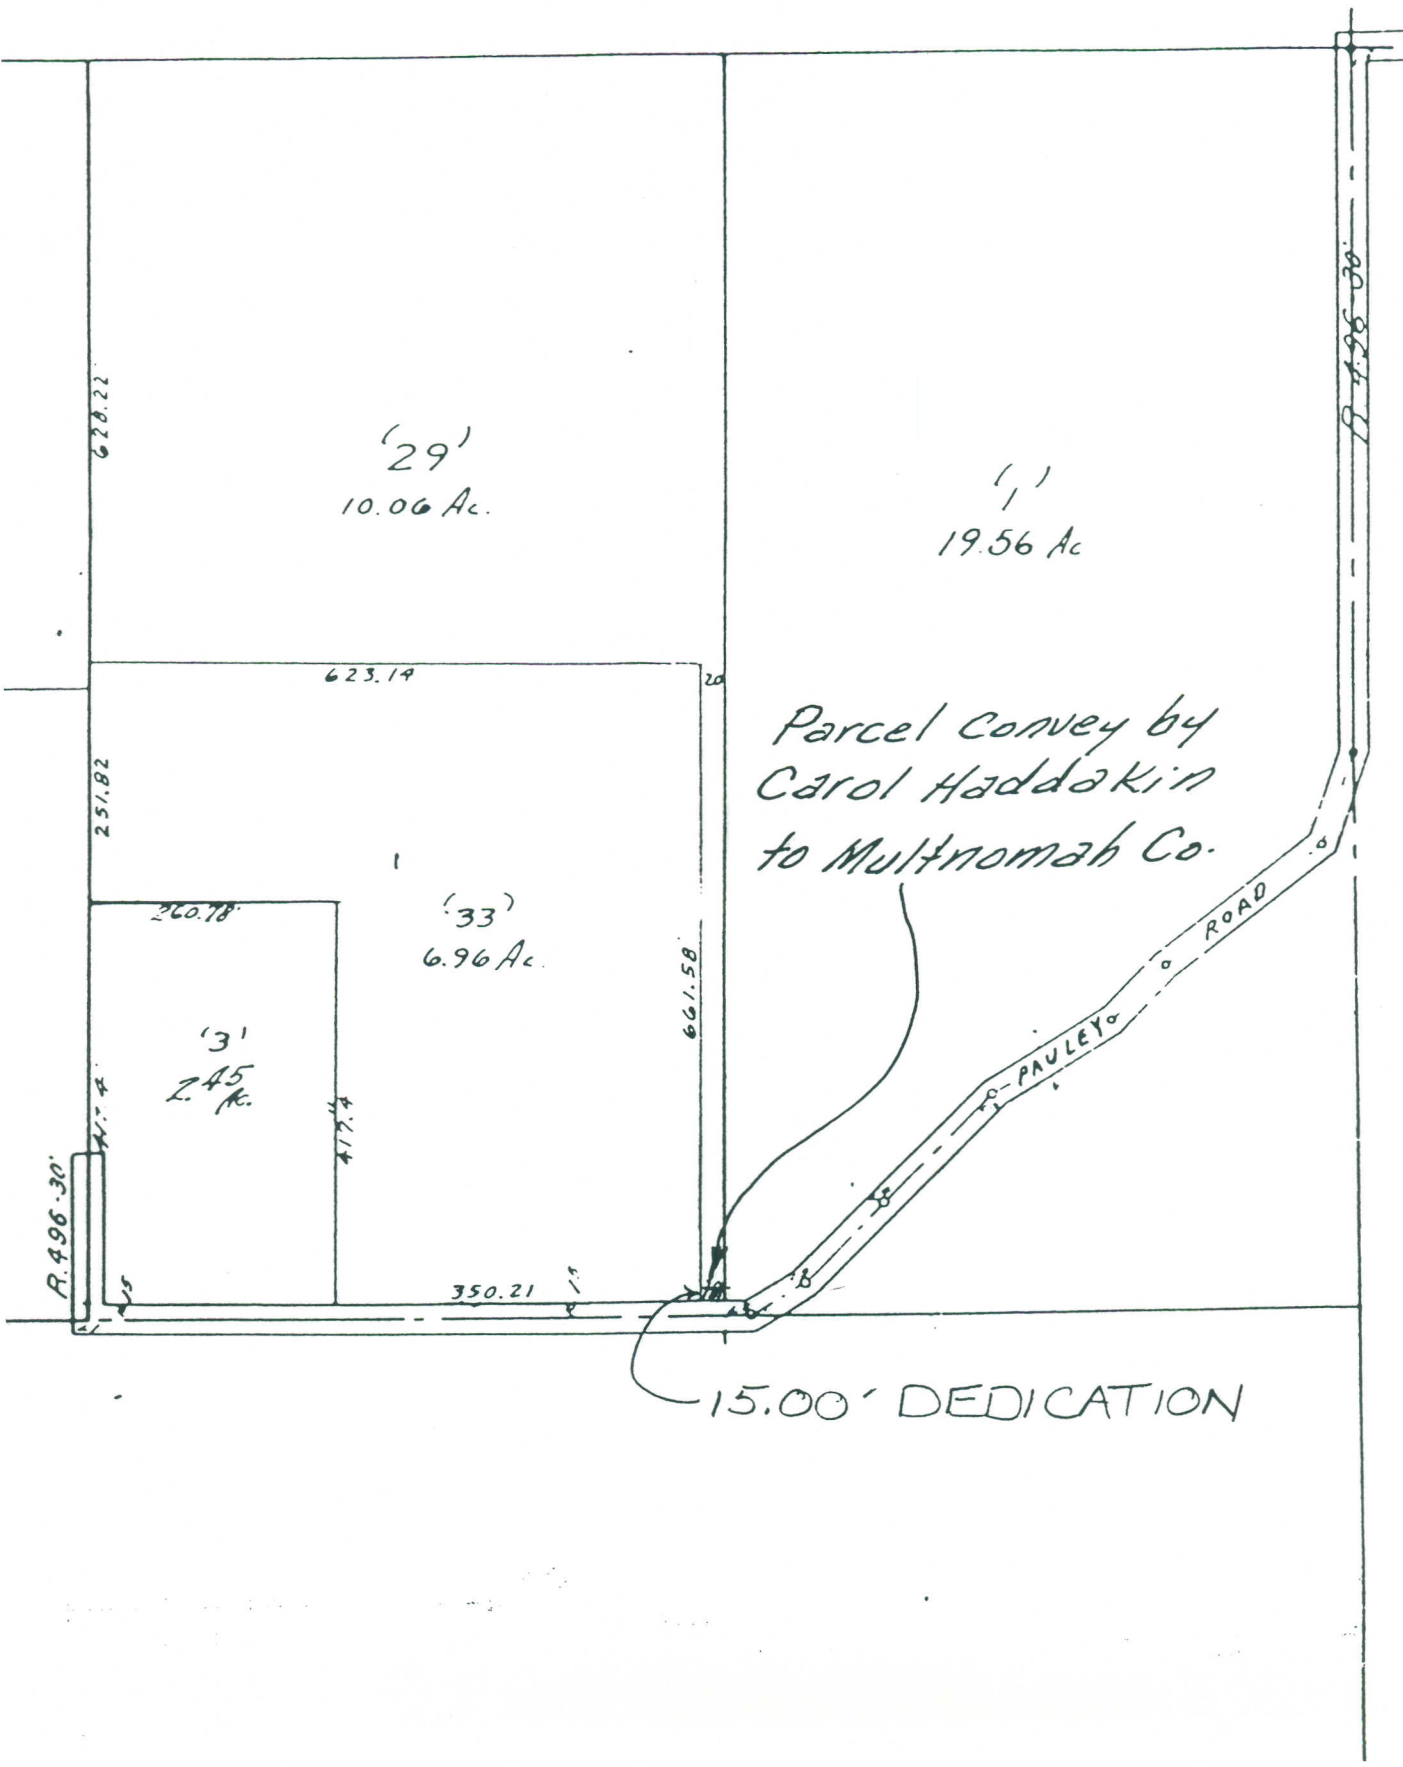 R.496-30'
628.22
'29'
10.06 Ac.
'1'
19.56 Ac
623.14
20
Parcel Convey by
Carol Haddakin
to Multnomah Co.
251.82
260.78
'33'
6.96 Ac.
661.58
ROAD
PAULEY
'3'
2.45
Ac.
417.4
R.496-30'
15
350.21
15
15.00' DEDICATION